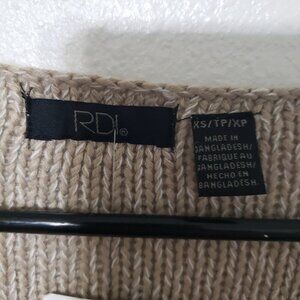 RDI®
XS/TP/XP
MADE IN
BANGLADESH/
FABRIQUE AU
BANGLADESH/
HECHO EN
BANGLADESH.